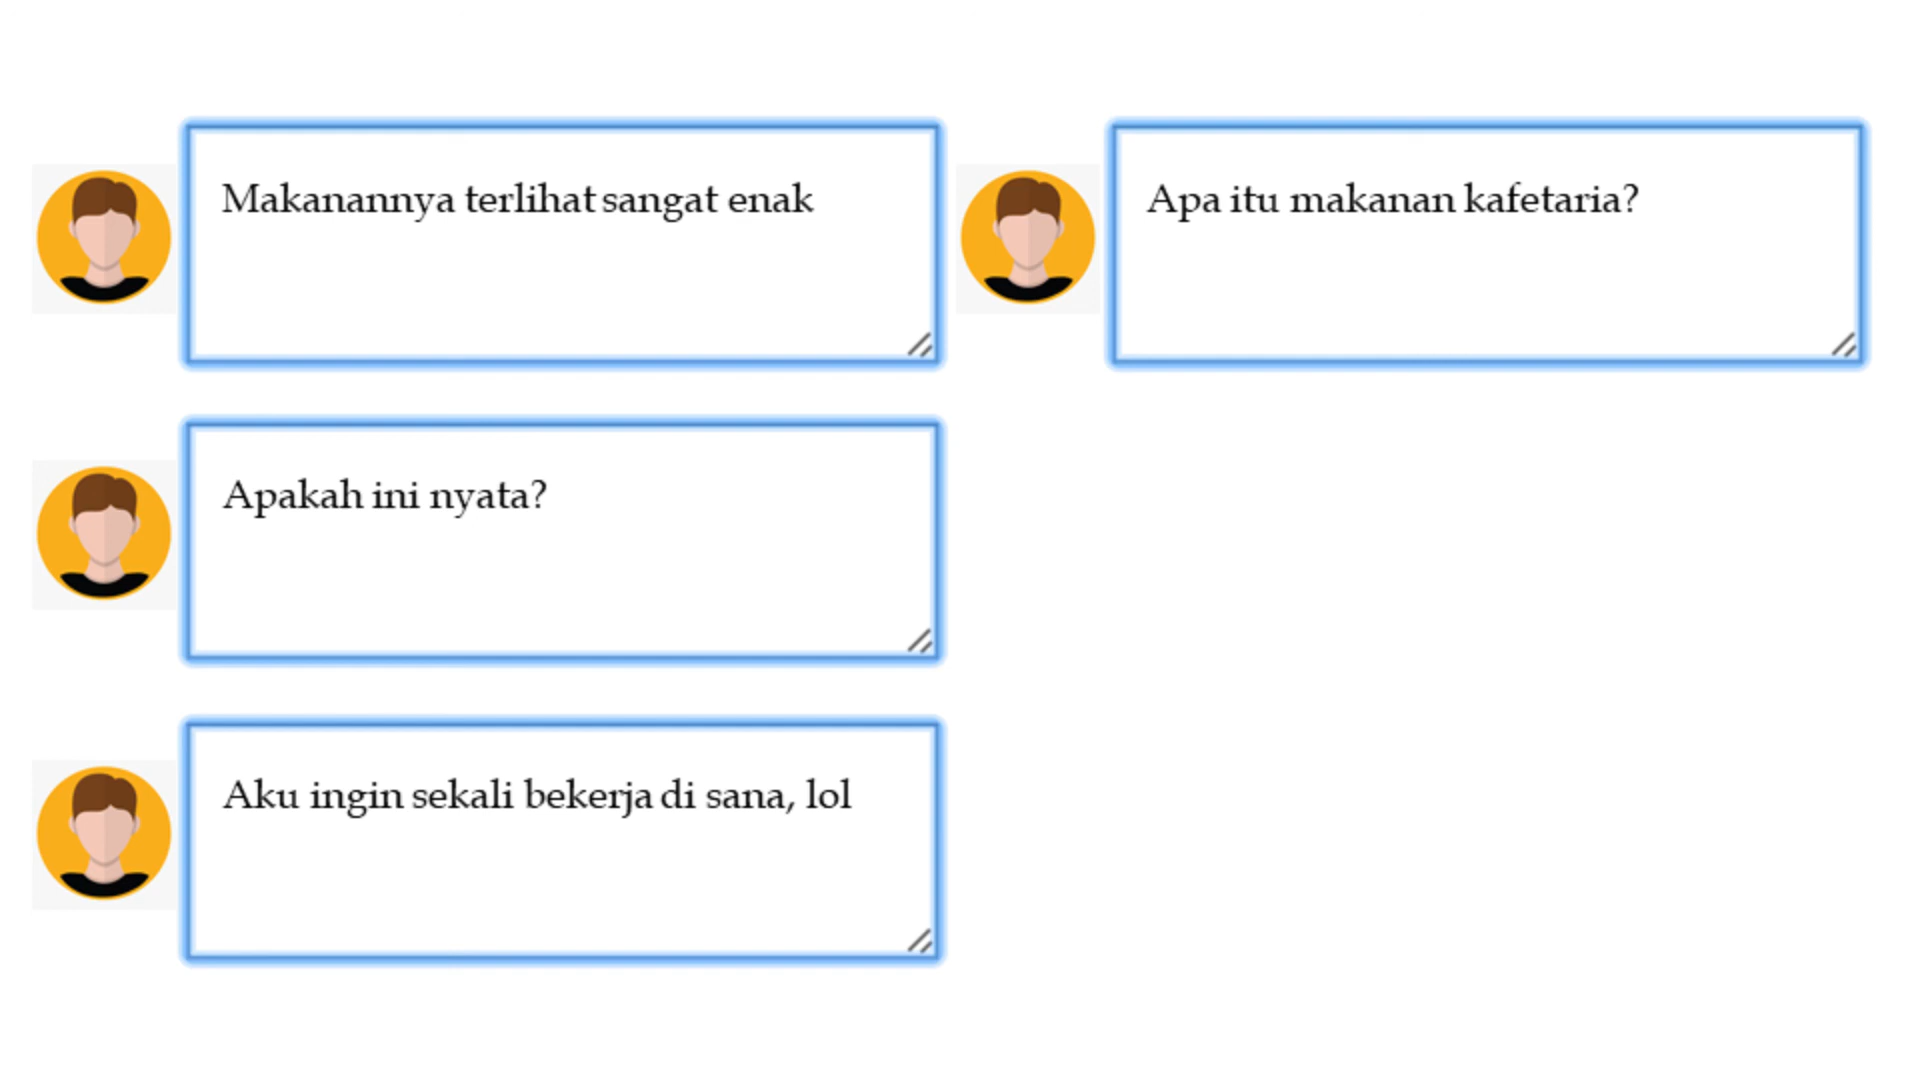 Makanannya terlihat sangat enak
Apa itu makanan kafetaria?
Apakah ini nyata?
Aku ingin sekali bekerja di sana, lol